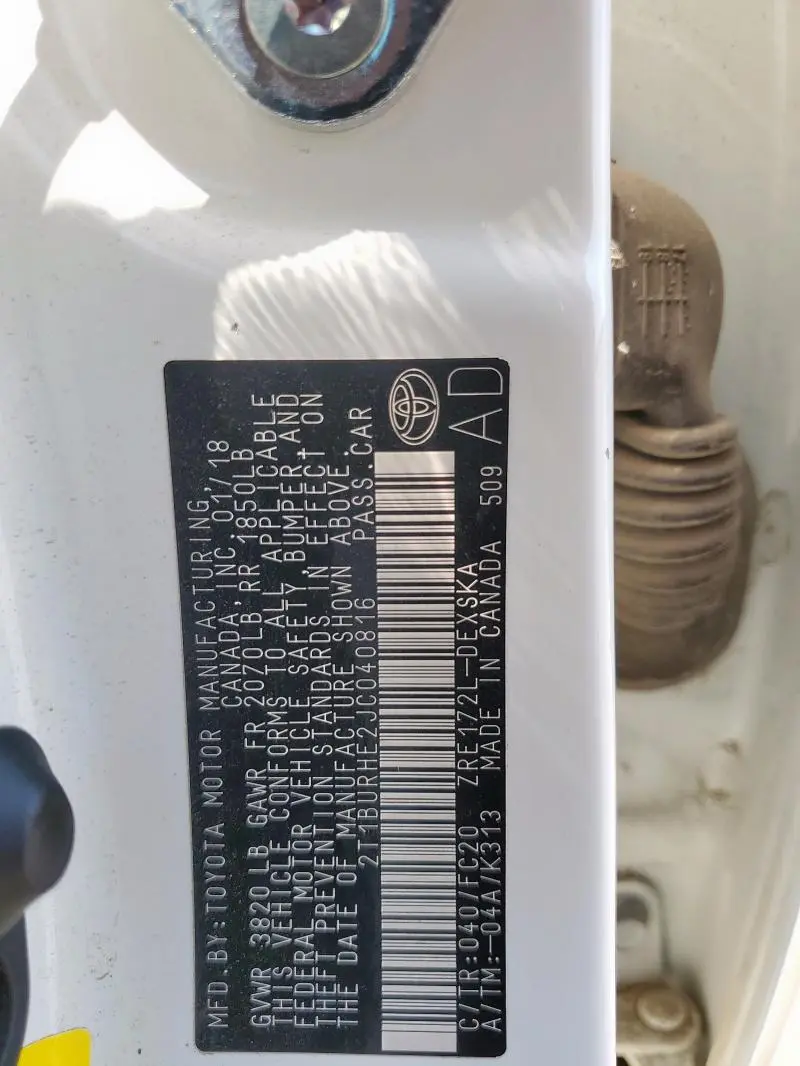 MFD.BY:TOYOTA MOTOR MANUFACTURING,
CANADA, INC. 01/18
GVWR 3820 LB GAWR FR 2070LB, RR 1850LB
THIS VEHICLE CONFORMS TO ALL APPLICABLE
FEDERAL MOTOR VEHICLE SAFETY, BUMPER, AND
THEFT PREVENTION STANDARDS IN EFFECT ON
THE DATE OF MANUFACTURE SHOWN ABOVE.
2T1BURHE2JC040816 PASS.CAR
C/TR:040/FC20 ZRE172L-DEXSKA
A/TM:-04A/K313 MADE IN CANADA 509
AD